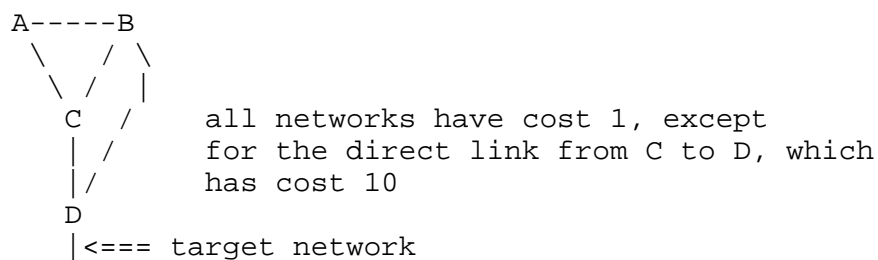 A-----B
\ / \
\ / |
C / all networks have cost 1, except
| / for the direct link from C to D, which
|/ has cost 10
D
|<=== target network